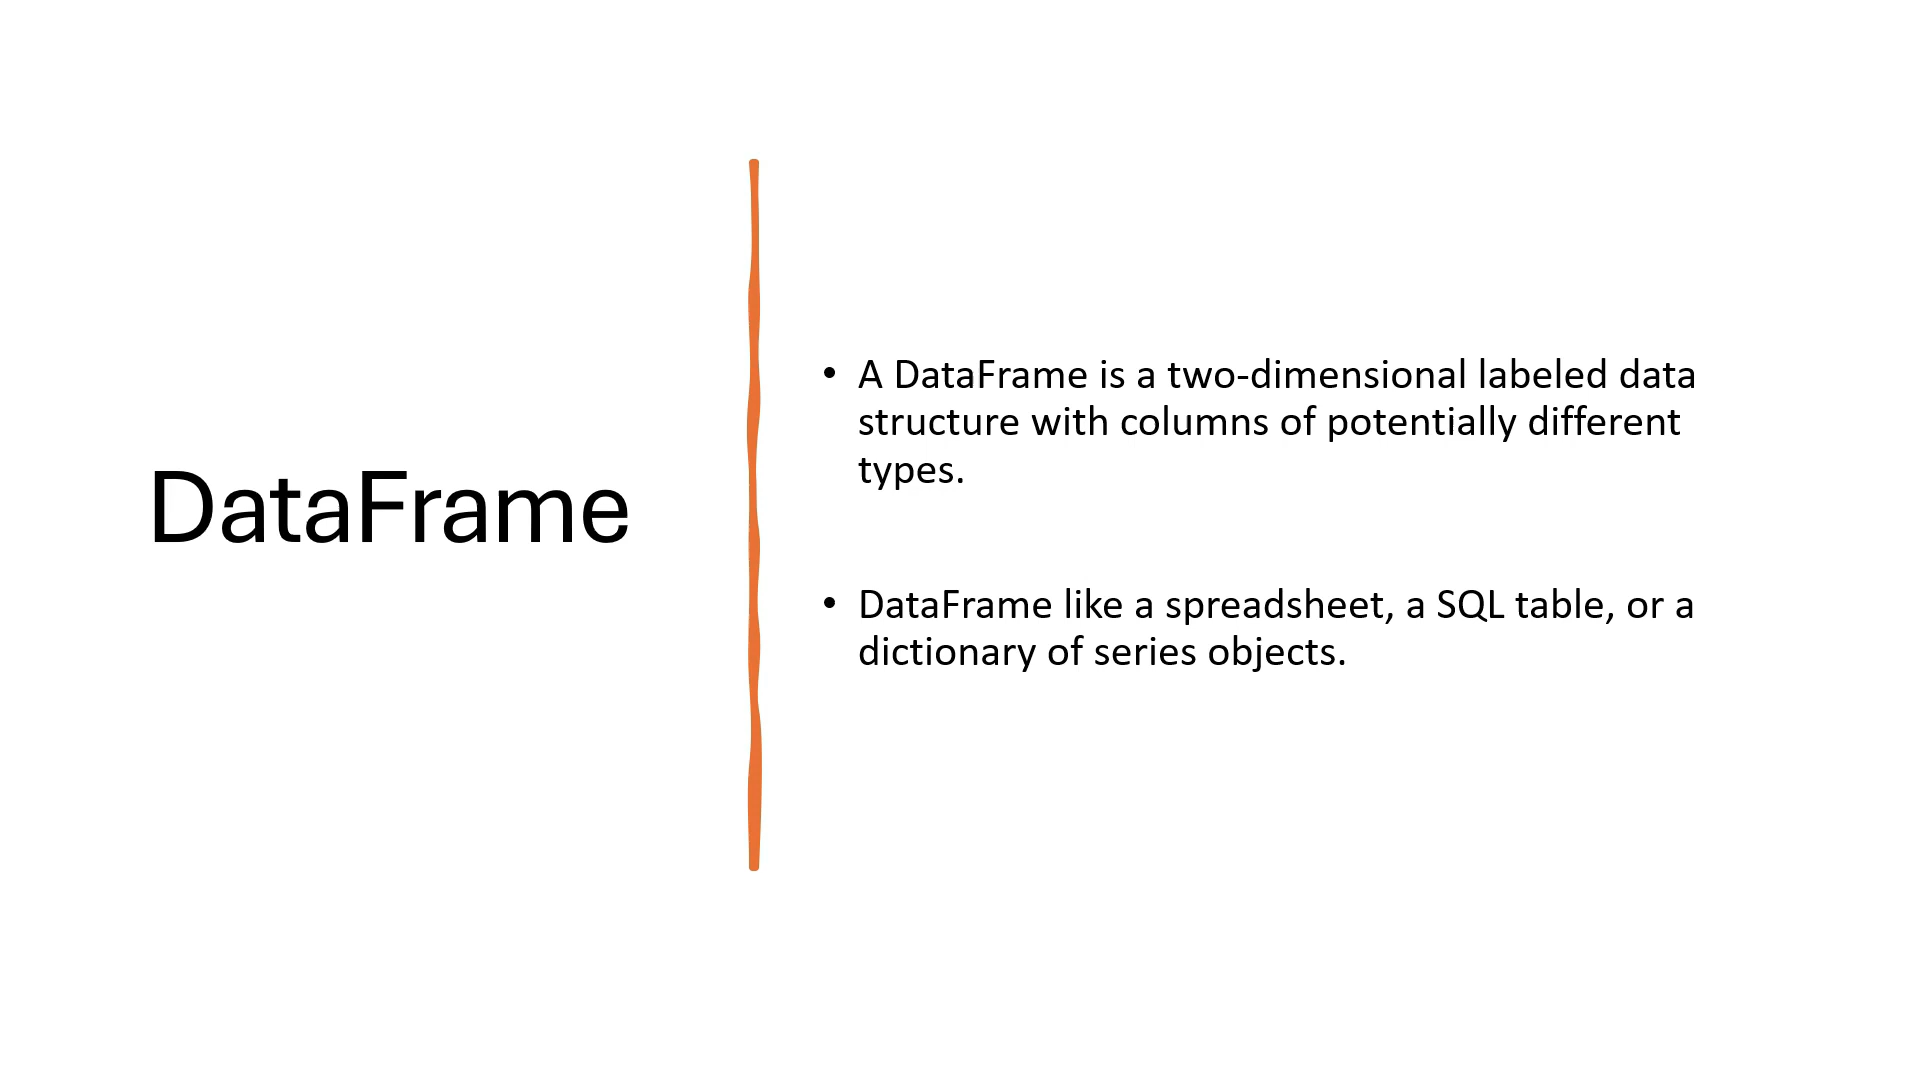 DataFrame
• A DataFrame is a two-dimensional labeled data
structure with columns of potentially different
types.
• DataFrame like a spreadsheet, a SQL table, or a
dictionary of series objects.